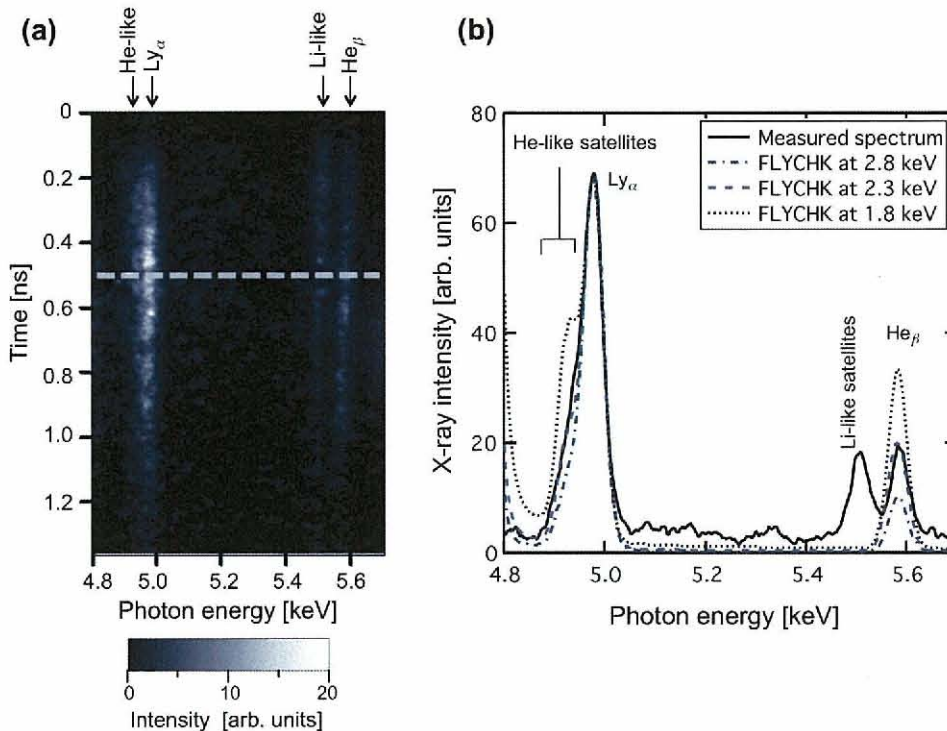 (a)
He-like
Lyα
Li-like
Heβ
0
0.2
0.4
0.6
0.8
1.0
1.2
Time [ns]
4.8 5.0 5.2 5.4 5.6
Photon energy [keV]
0 10 20
Intensity [arb. units]
(b)
80
60
40
20
0
X-ray intensity [arb. units]
He-like satellites
Lyα
Measured spectrum
FLYCHK at 2.8 keV
FLYCHK at 2.3 keV
FLYCHK at 1.8 keV
Li-like satellites
Heβ
4.8 5.0 5.2 5.4 5.6
Photon energy [keV]